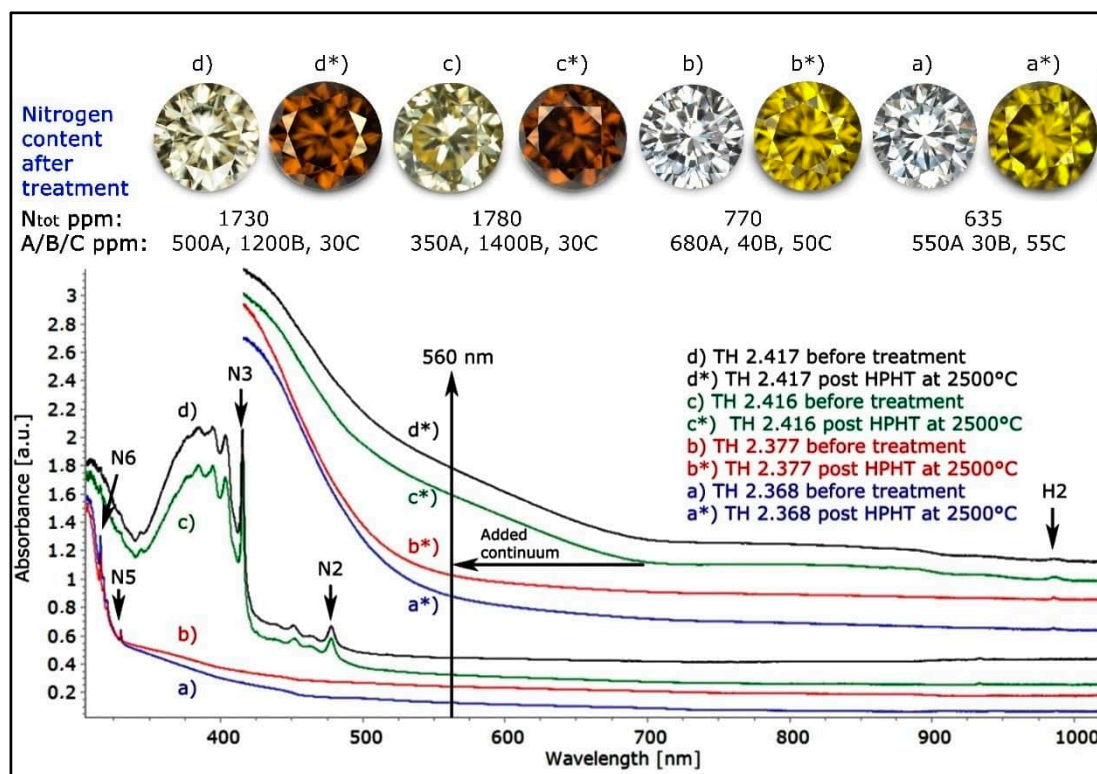 d) d*) c) c*) b) b*) a) a*)
Nitrogen
content
after
treatment
Ntot ppm: 1730 1780 770 635
A/B/C ppm: 500A, 1200B, 30C 350A, 1400B, 30C 680A, 40B, 50C 550A 30B, 55C
3
2.8
2.6
2.4
2.2
2
1.8
1.6
1.4
1.2
1
0.8
0.6
0.4
0.2
Absorbance [a.u.]
560 nm
N3
d)
N6
c)
N5
b)
a)
N2
d*)
c*)
b*)
a*)
Added
continuum
d) TH 2.417 before treatment
d*) TH 2.417 post HPHT at 2500°C
c) TH 2.416 before treatment
c*) TH 2.416 post HPHT at 2500°C
b) TH 2.377 before treatment
b*) TH 2.377 post HPHT at 2500°C
a) TH 2.368 before treatment
a*) TH 2.368 post HPHT at 2500°C
H2
400 450 500 550 600 650 700 750 800 850 900 950 1000
Wavelength [nm]